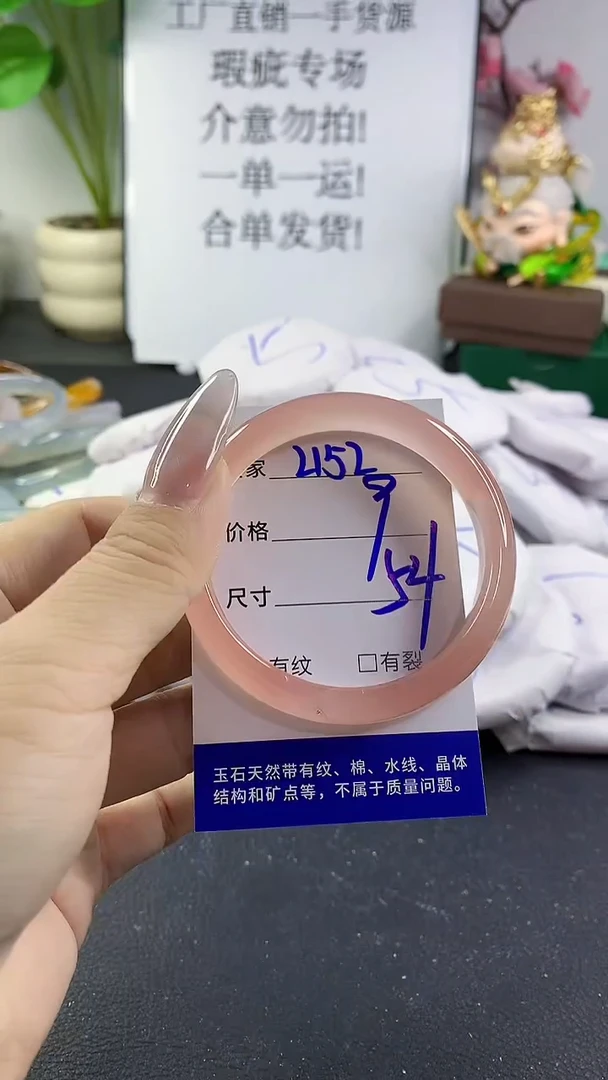 工厂直销一手货源
瑕疵专场
介意勿拍!
一单一运!
合单发货!
家 2152
价格
尺寸 54
有纹 □有裂
玉石天然带有纹、棉、水线、晶体
结构和矿点等，不属于质量问题。